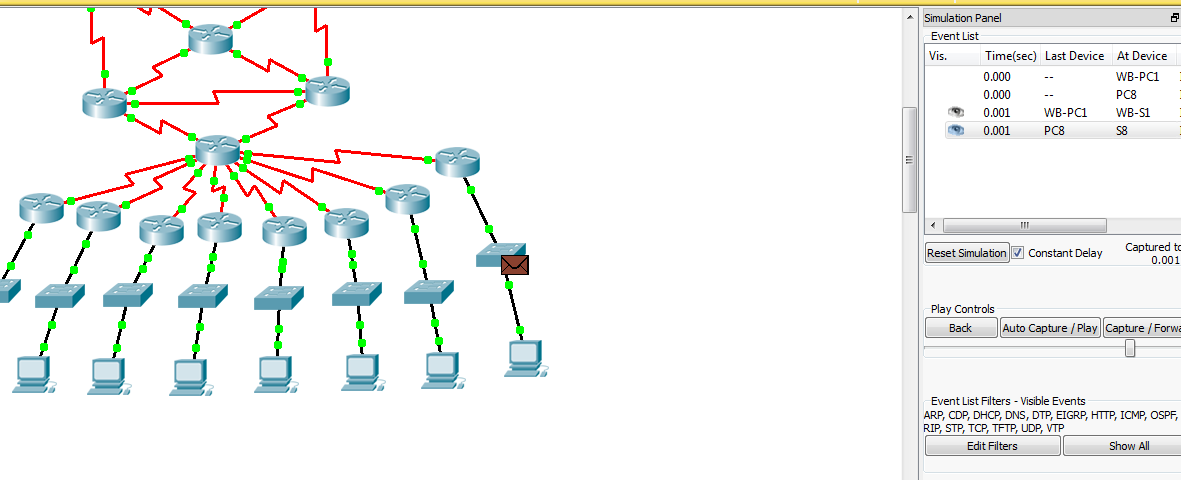 Simulation Panel
Event List
Vis. Time(sec) Last Device At Device
0.000 -- WB-PC1
0.000 -- PC8
0.001 WB-PC1 WB-S1
0.001 PC8 S8
Reset Simulation Constant Delay Captured to
0.001
Play Controls
Back Auto Capture / Play Capture / Forwa
Event List Filters - Visible Events
ARP, CDP, DHCP, DNS, DTP, EIGRP, HTTP, ICMP, OSPF,
RIP, STP, TCP, TFTP, UDP, VTP
Edit Filters Show All